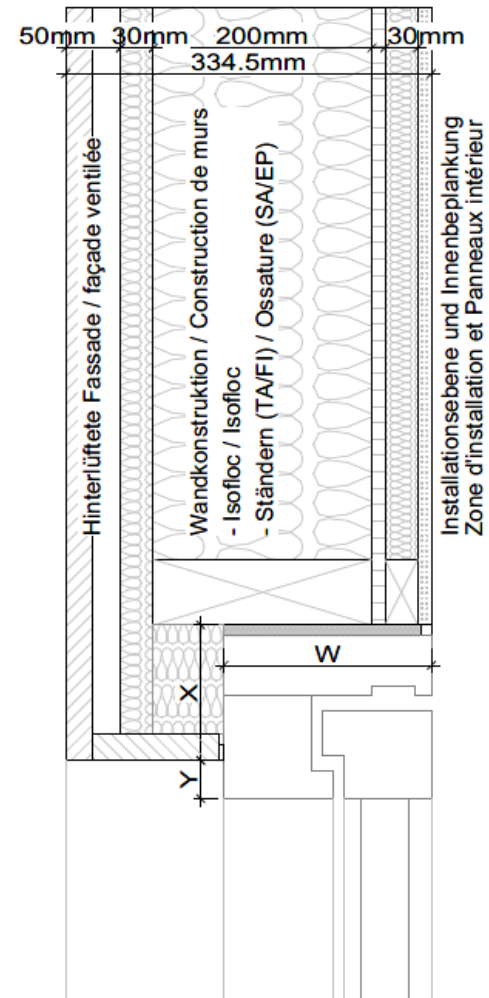 50mm 30mm 200mm 30mm
334.5mm
Hinterlüftete Fassade / façade ventilée
Wandkonstruktion / Construction de murs
- Isofloc / Isofloc
- Ständern (TA/FI) / Ossature (SA/EP)
Installationsebene und Innenbeplankung
Zone d'installation et Panneaux intérieur
W
X
Y